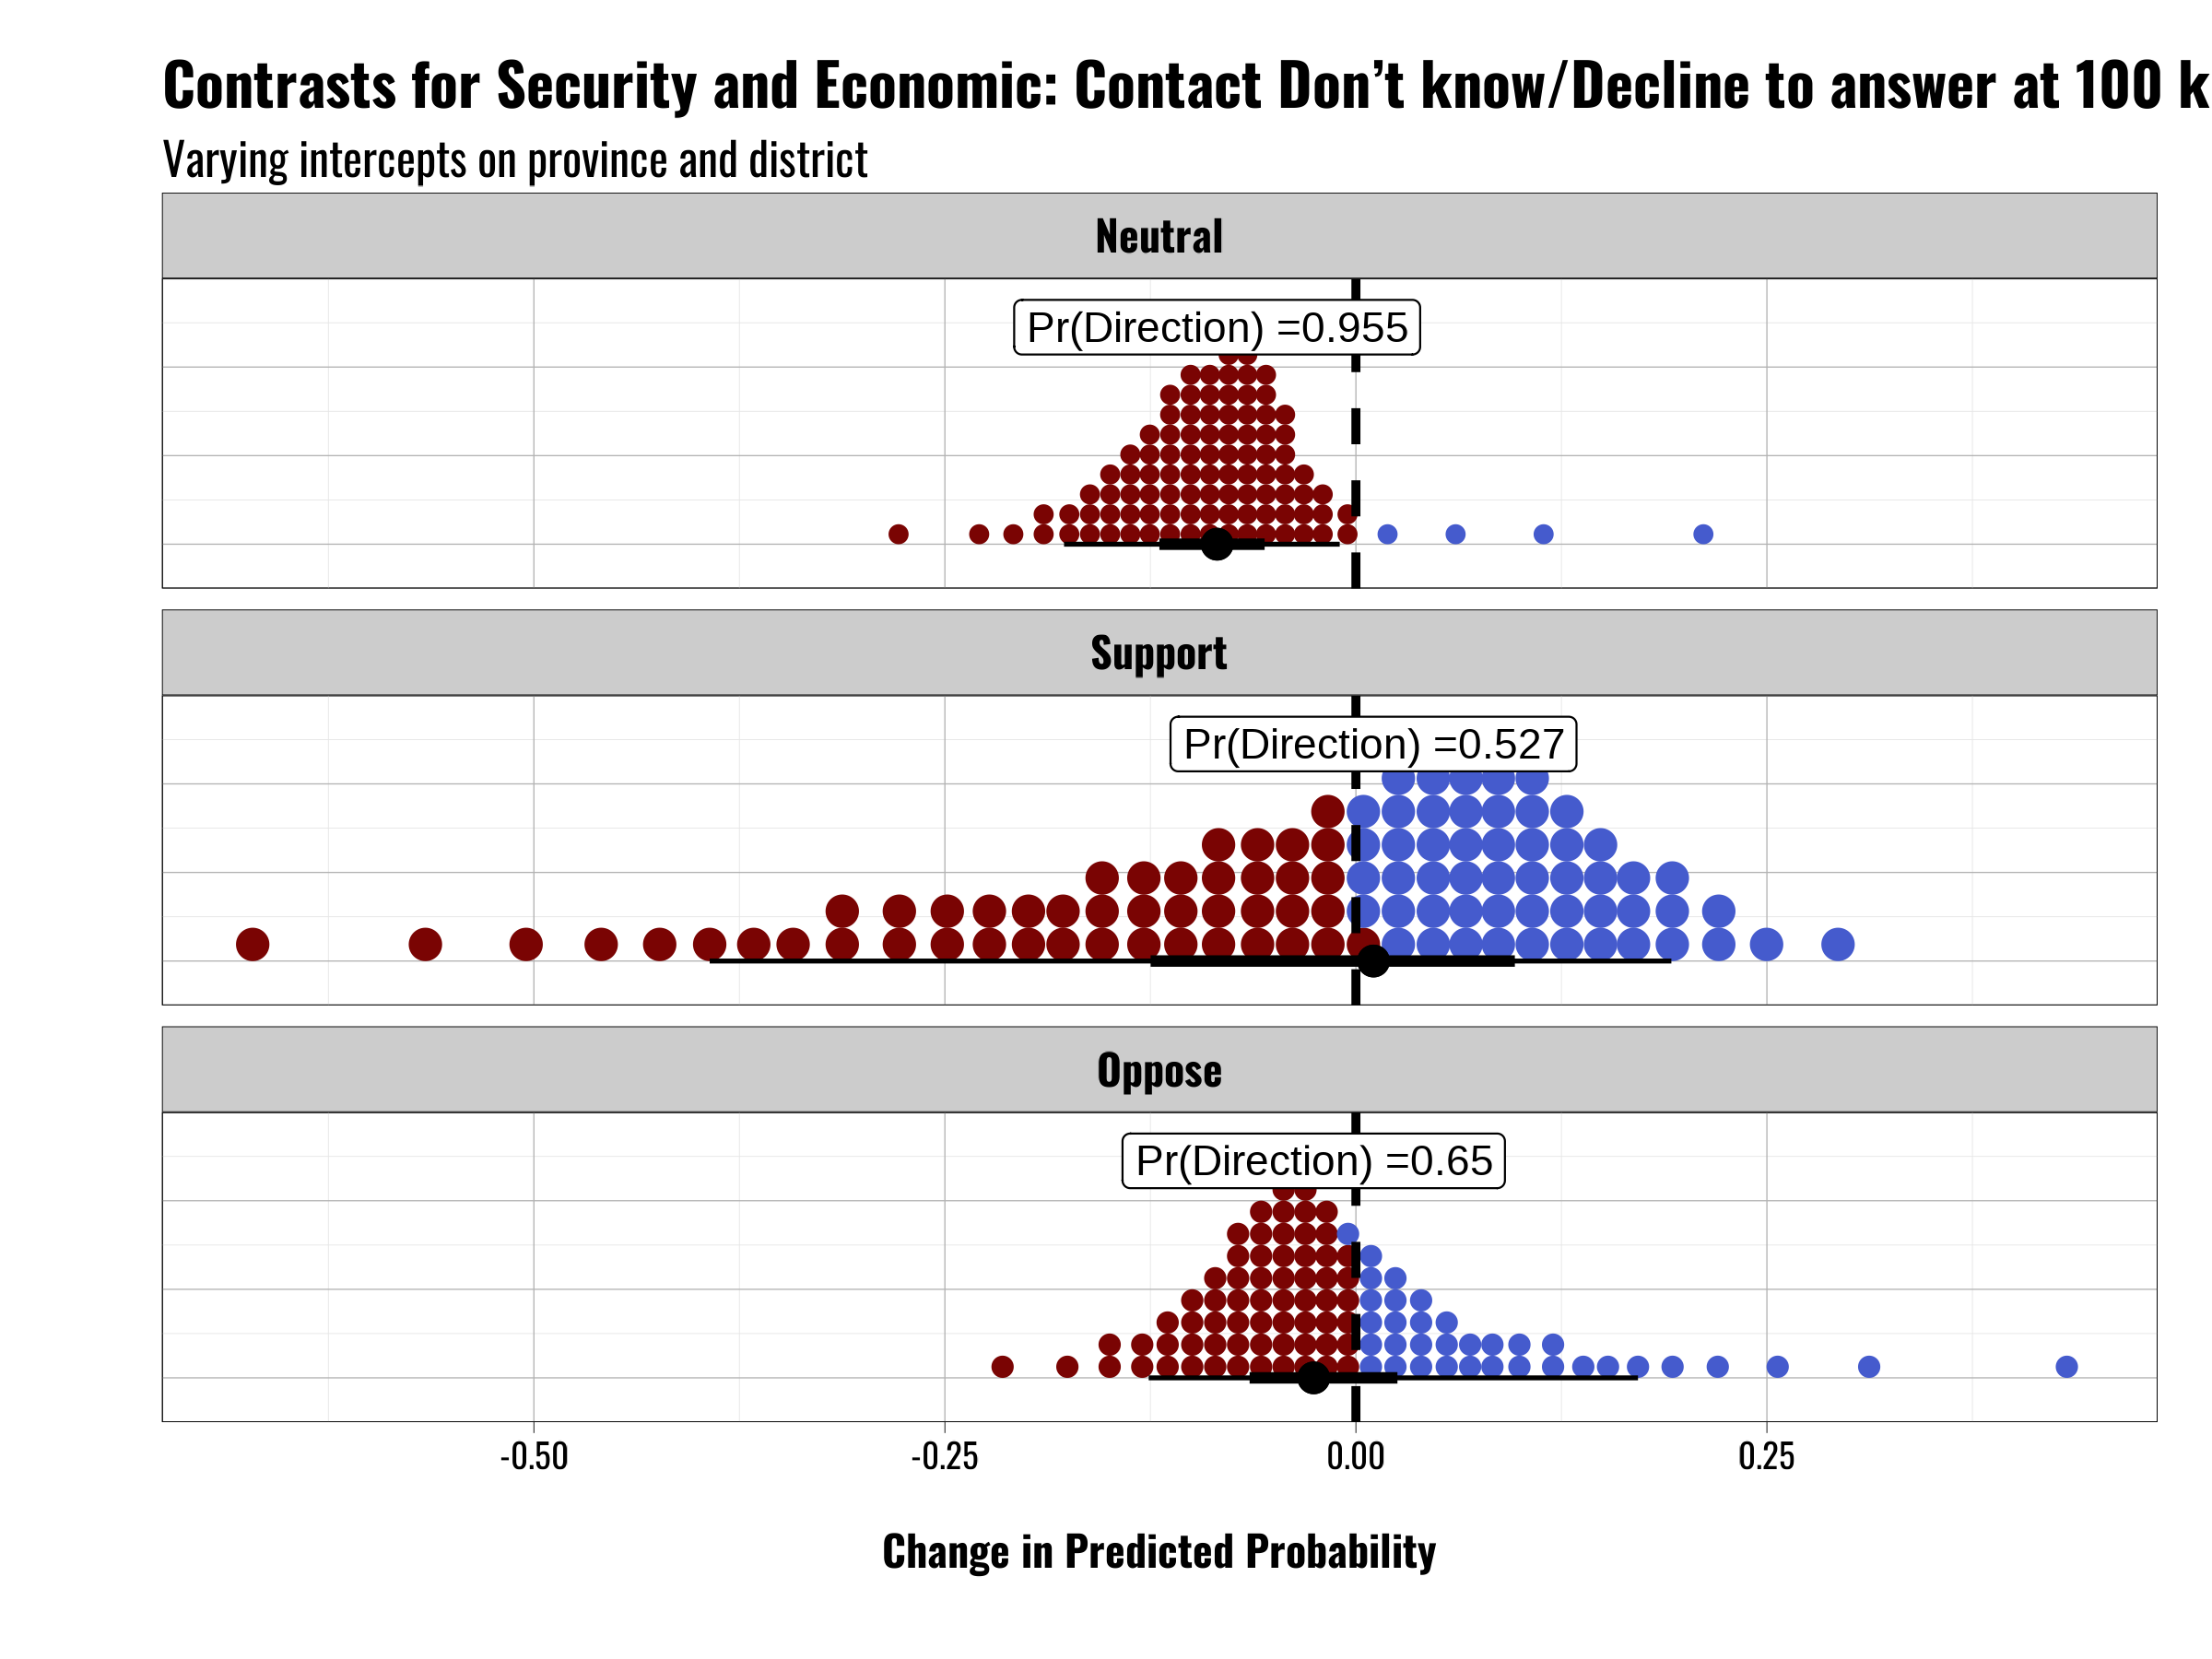 Contrasts for Security and Economic: Contact Don’t know/Decline to answer at 100 k
Varying intercepts on province and district
Neutral
Pr(Direction) =0.955
Support
Pr(Direction) =0.527
Oppose
Pr(Direction) =0.65
-0.50 -0.25 0.00 0.25
Change in Predicted Probability